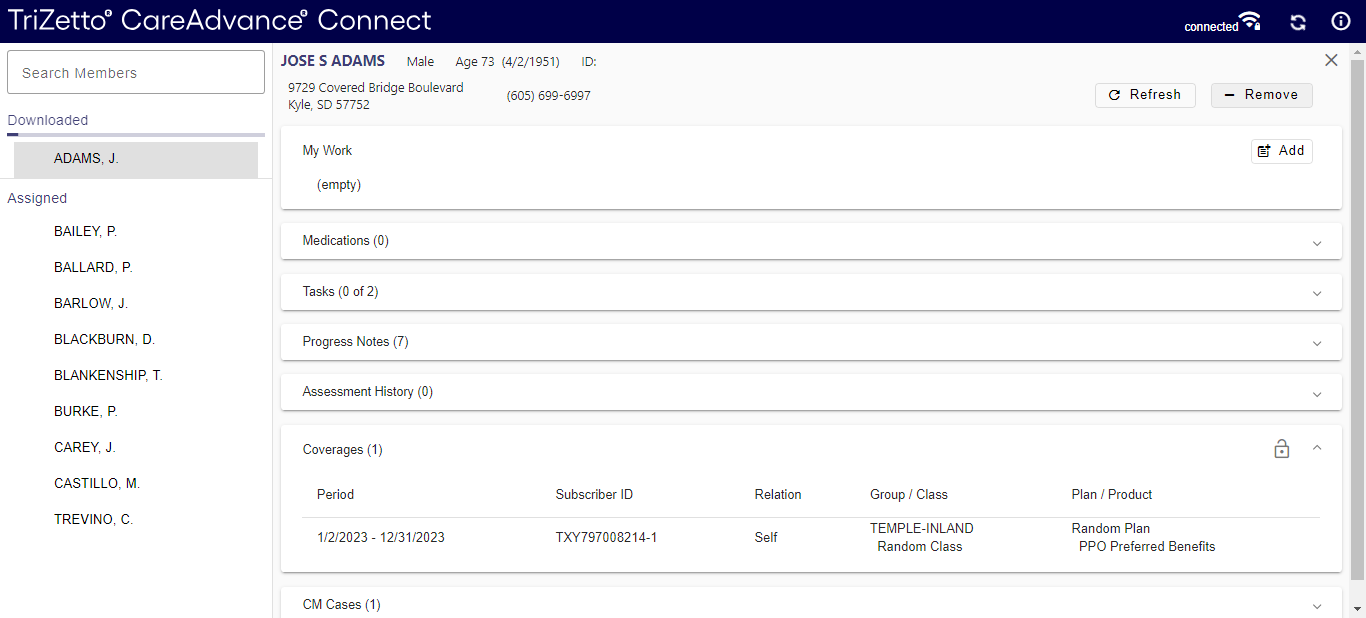 TriZetto® CareAdvance® Connect
connected
Search Members
Downloaded
ADAMS, J.
Assigned
BAILEY, P.
BALLARD, P.
BARLOW, J.
BLACKBURN, D.
BLANKENSHIP, T.
BURKE, P.
CAREY, J.
CASTILLO, M.
TREVINO, C.
JOSE S ADAMS Male Age 73 (4/2/1951) ID:
9729 Covered Bridge Boulevard
Kyle, SD 57752
(605) 699-6997
Refresh
Remove
My Work
Add
(empty)
Medications (0)
Tasks (0 of 2)
Progress Notes (7)
Assessment History (0)
Coverages (1)
Period Subscriber ID Relation Group / Class Plan / Product
1/2/2023 - 12/31/2023 TXY797008214-1 Self TEMPLE-INLAND Random Plan
Random Class PPO Preferred Benefits
CM Cases (1)